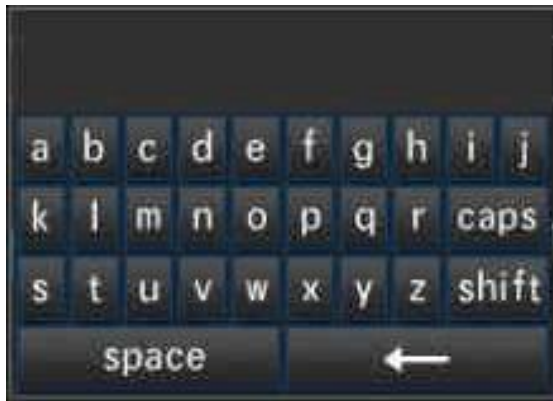 a b c d e f g h i j
k l m n o p q r caps
s t u v w x y z shift
space